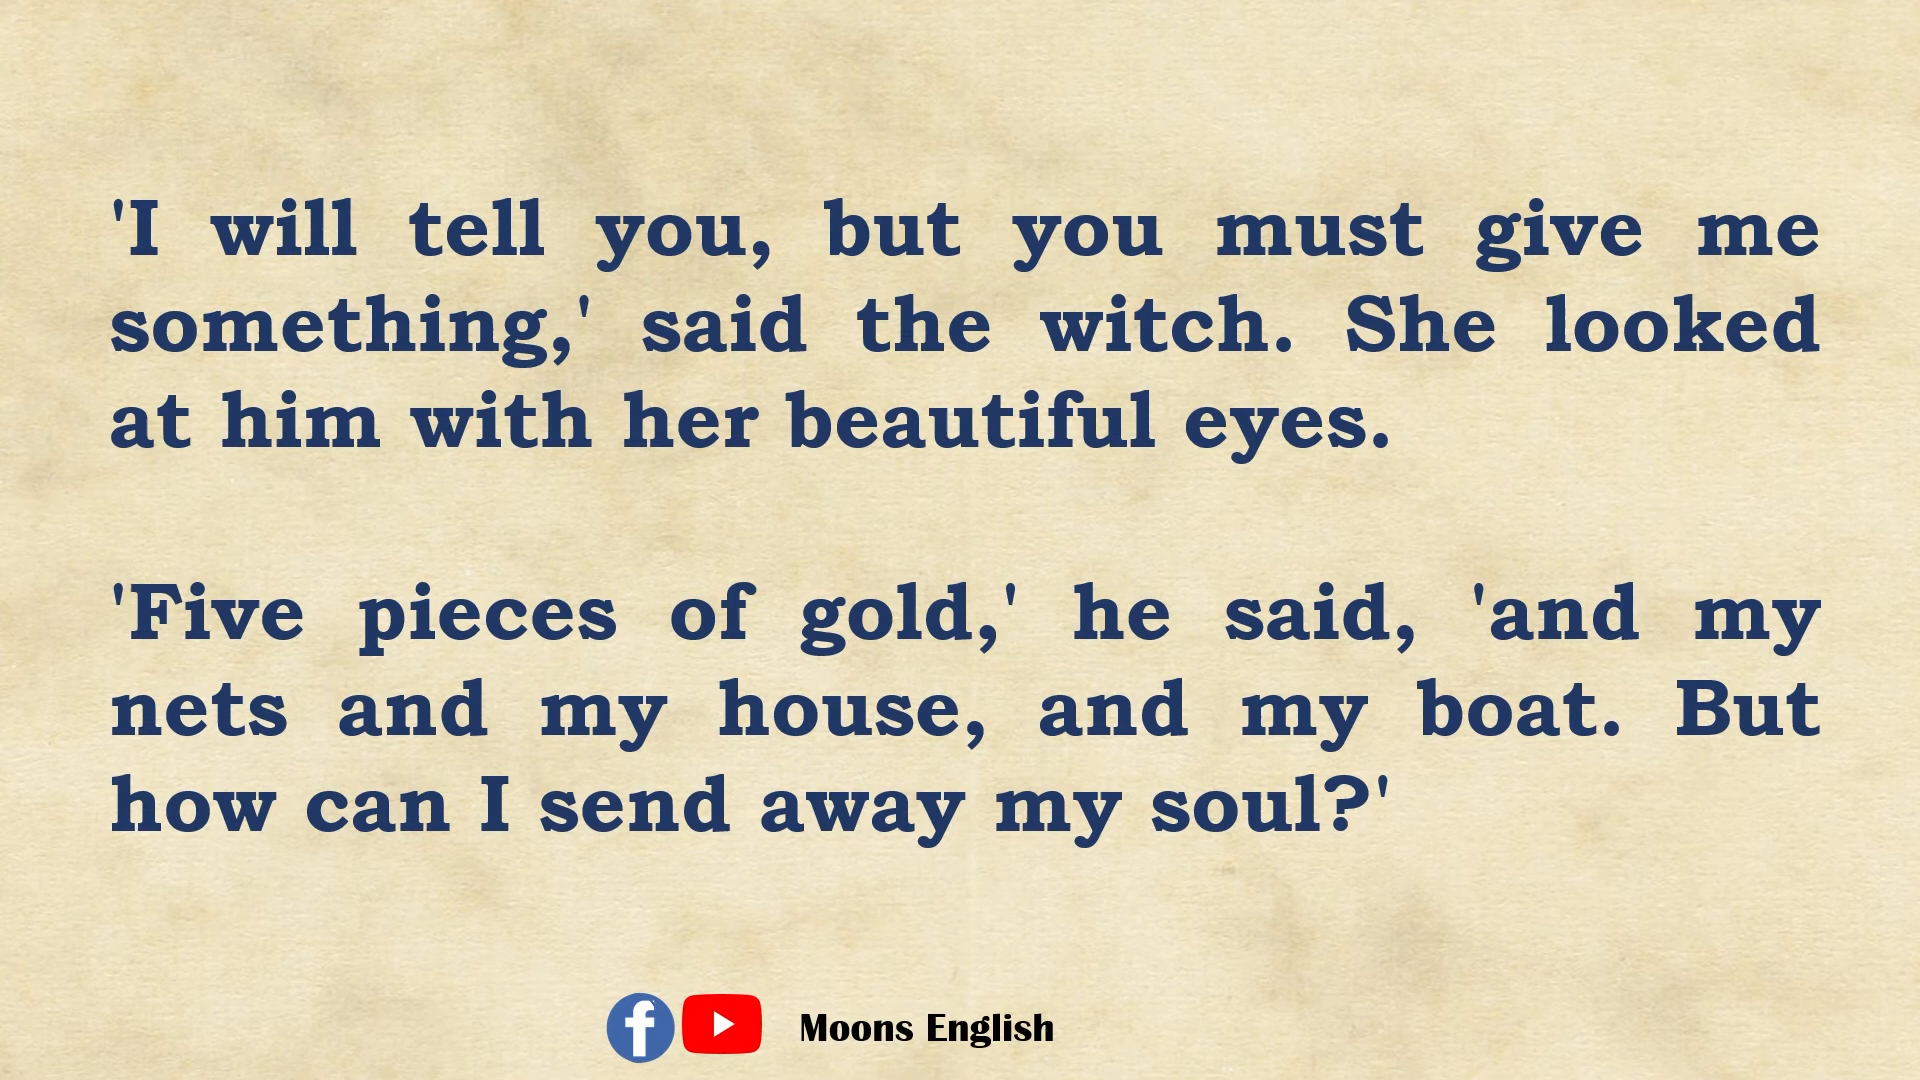 'I will tell you, but you must give me
something,' said the witch. She looked
at him with her beautiful eyes.
'Five pieces of gold,' he said, 'and my
nets and my house, and my boat. But
how can I send away my soul?'
f Moons English